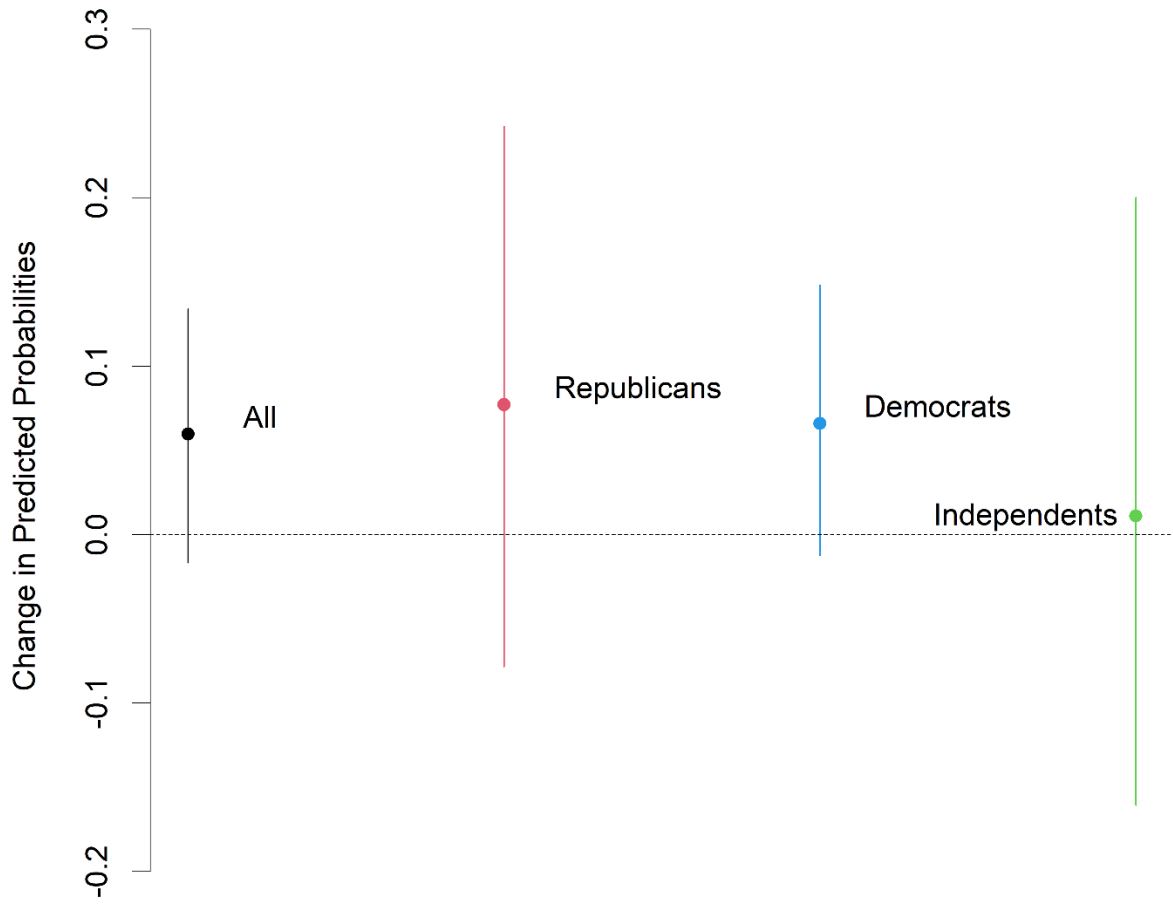 Change in Predicted Probabilities
0.3
0.2
0.1
0.0
-0.1
-0.2
All
Republicans
Democrats
Independents